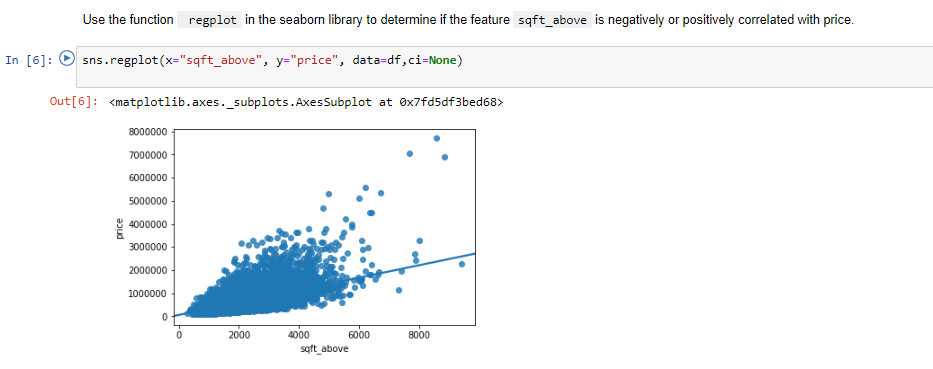 Use the function regplot in the seaborn library to determine if the feature sqft_above is negatively or positively correlated with price.
In [6]: sns.regplot(x="sqft_above", y="price", data=df,ci=None)
Out[6]: <matplotlib.axes._subplots.AxesSubplot at 0x7fd5df3bed68>
8000000
7000000
6000000
5000000
4000000
3000000
2000000
1000000
0
price
0 2000 4000 6000 8000
sqft_above